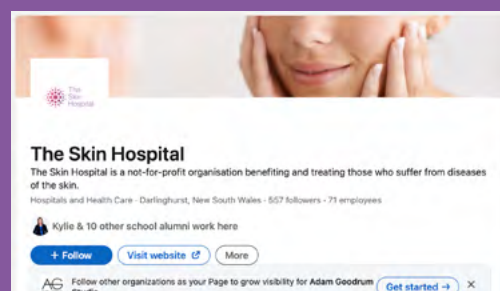 The
Skin
Hospital
The Skin Hospital
The Skin Hospital is a not-for-profit organisation benefiting and treating those who suffer from diseases
of the skin.
Hospitals and Health Care · Darlinghurst, New South Wales · 557 followers · 71 employees
Kylie & 10 other school alumni work here
+ Follow
Visit website
More
AG
Follow other organizations as your Page to grow visibility for Adam Goodrum
Studio
Get started →
×